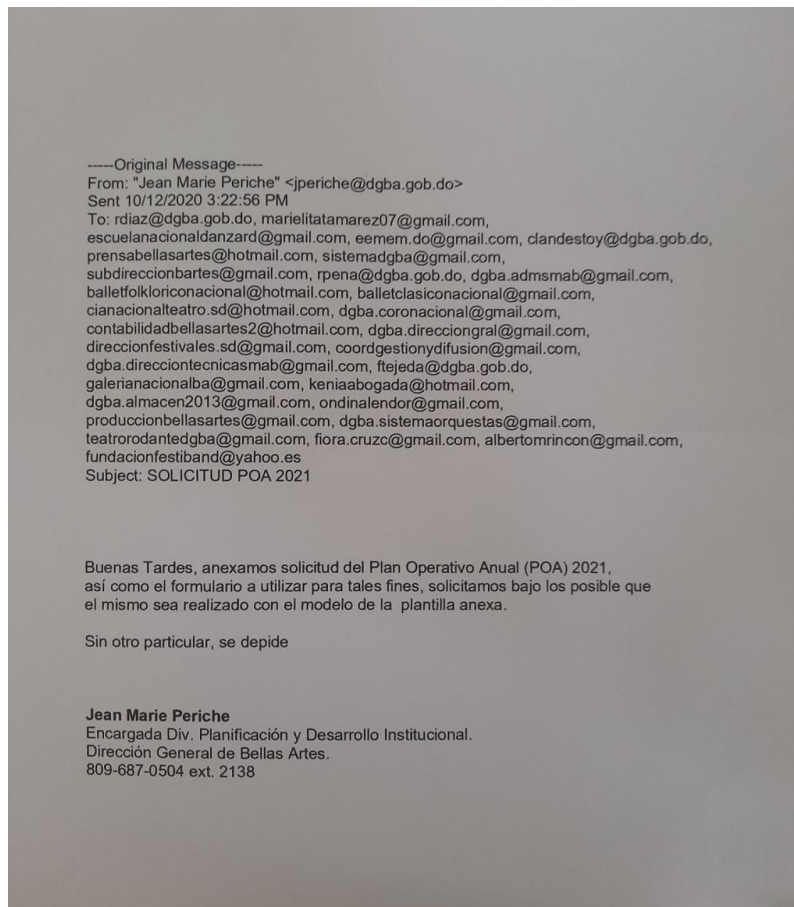 -----Original Message-----
From: "Jean Marie Periche" <jperiche@dgba.gob.do>
Sent 10/12/2020 3:22:56 PM
To: rdiaz@dgba.gob.do, marielitatamarez07@gmail.com,
escuelanacionaldanzard@gmail.com, eemem.do@gmail.com, clandestoy@dgba.gob.do,
prensabellasartes@hotmail.com, sistemadgba@gmail.com,
subdireccionbartes@gmail.com, rpena@dgba.gob.do, dgba.admsmab@gmail.com,
balletfolkloriconacional@hotmail.com, balletclasiconacional@gmail.com,
cianacionalteatro.sd@hotmail.com, dgba.coronacional@gmail.com,
contabilidadbellasartes2@hotmail.com, dgba.direcciongral@gmail.com,
direccionfestivales.sd@gmail.com, coordgestionydifusion@gmail.com,
dgba.direcciontecnicasmab@gmail.com, ftejeda@dgba.gob.do,
galerianacionalba@gmail.com, keniaabogada@hotmail.com,
dgba.almacen2013@gmail.com, ondinalendor@gmail.com,
produccionbellasartes@gmail.com, dgba.sistemaorquestas@gmail.com,
teatrorodantedgba@gmail.com, fiora.cruzc@gmail.com, albertomrincon@gmail.com,
fundacionfestiband@yahoo.es
Subject: SOLICITUD POA 2021
Buenas Tardes, anexamos solicitud del Plan Operativo Anual (POA) 2021,
así como el formulario a utilizar para tales fines, solicitamos bajo los posible que
el mismo sea realizado con el modelo de la  plantilla anexa.
Sin otro particular, se depide
Jean Marie Periche
Encargada Div. Planificación y Desarrollo Institucional.
Dirección General de Bellas Artes.
809-687-0504 ext. 2138